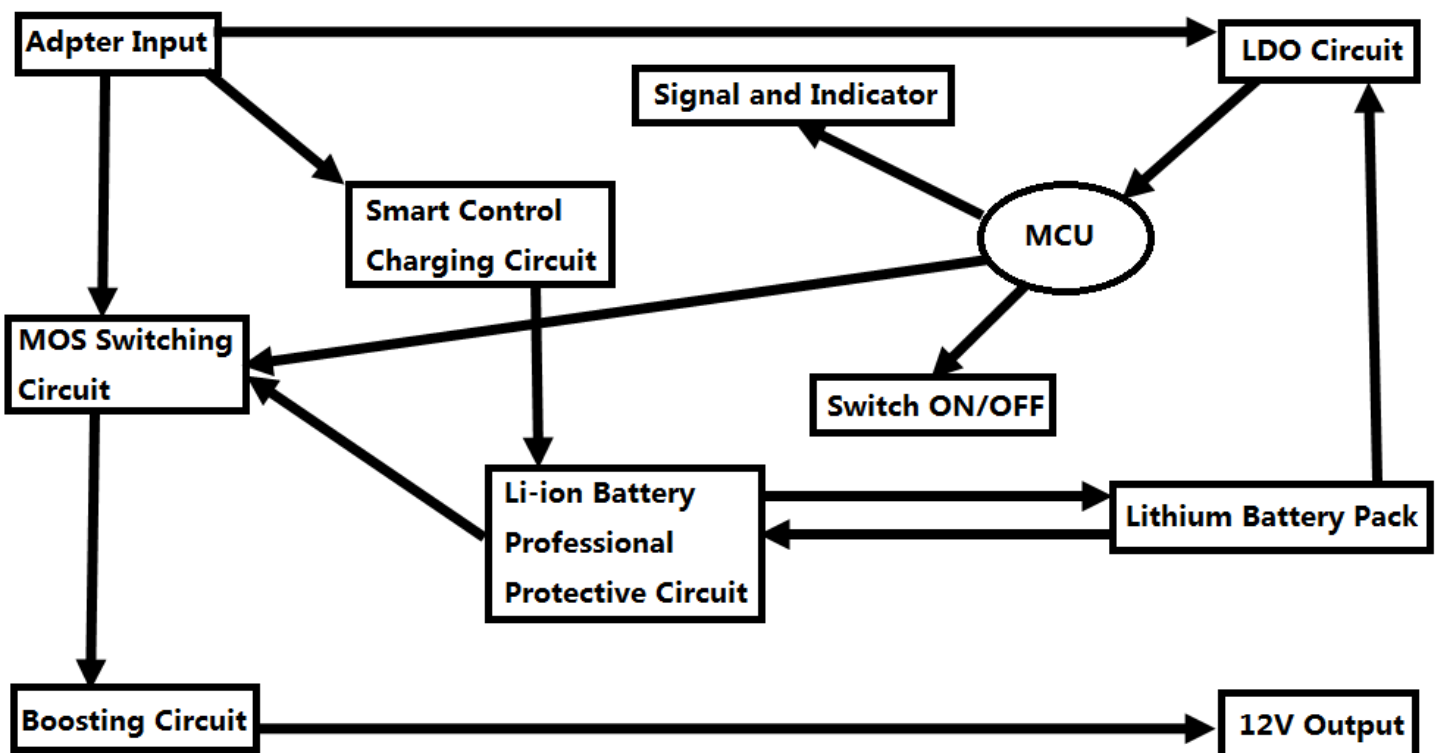 Adpter Input
LDO Circuit
Signal and Indicator
Smart Control
Charging Circuit
MCU
MOS Switching
Circuit
Switch ON/OFF
Li-ion Battery
Professional
Protective Circuit
Lithium Battery Pack
Boosting Circuit
12V Output